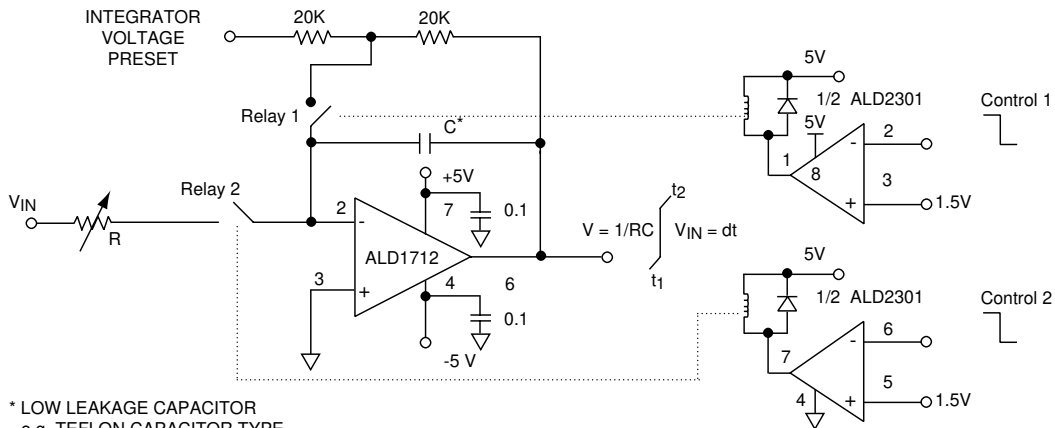 INTEGRATOR
VOLTAGE
PRESET
20K
20K
Relay 1
C*
5V
1/2 ALD2301
5V
1
8
-
2
3
+
1.5V
Control 1
VIN
R
Relay 2
2
-
3
+
ALD1712
+5V
7
0.1
4
0.1
-5 V
6
V = 1/RC
t2
t1
VIN = dt
5V
1/2 ALD2301
7
4
-
6
5
+
1.5V
Control 2
* LOW LEAKAGE CAPACITOR